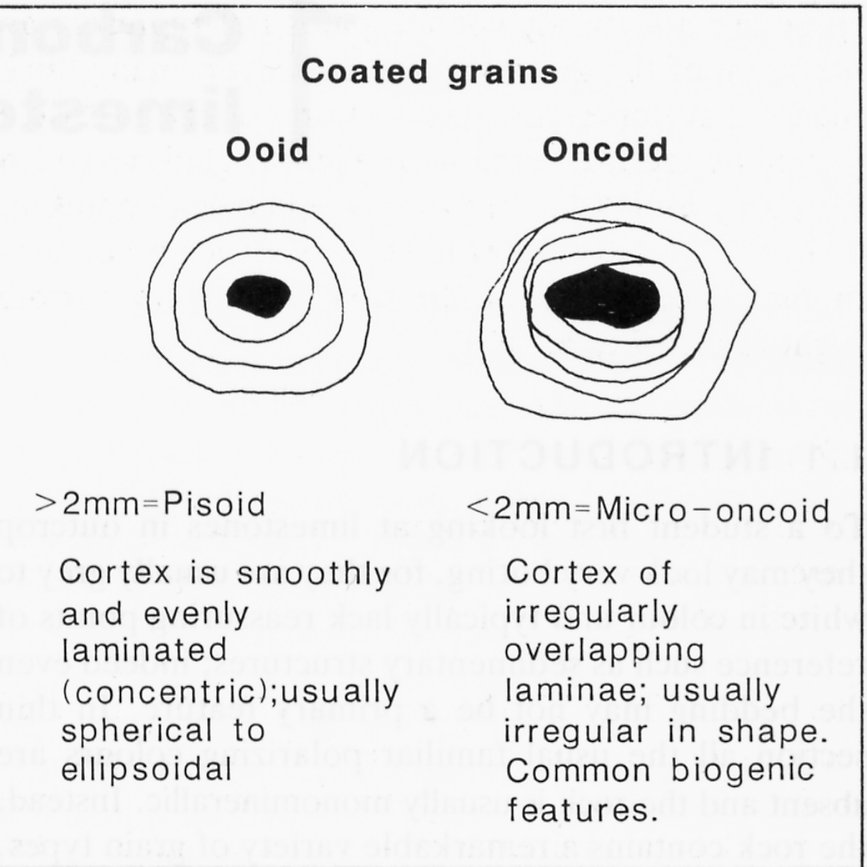 Coated grains
Ooid
Oncoid
>2mm=Pisoid
<2mm=Micro-oncoid
Cortex is smoothly
and evenly
laminated
(concentric);usually
spherical to
ellipsoidal
Cortex of
irregularly
overlapping
laminae; usually
irregular in shape.
Common biogenic
features.